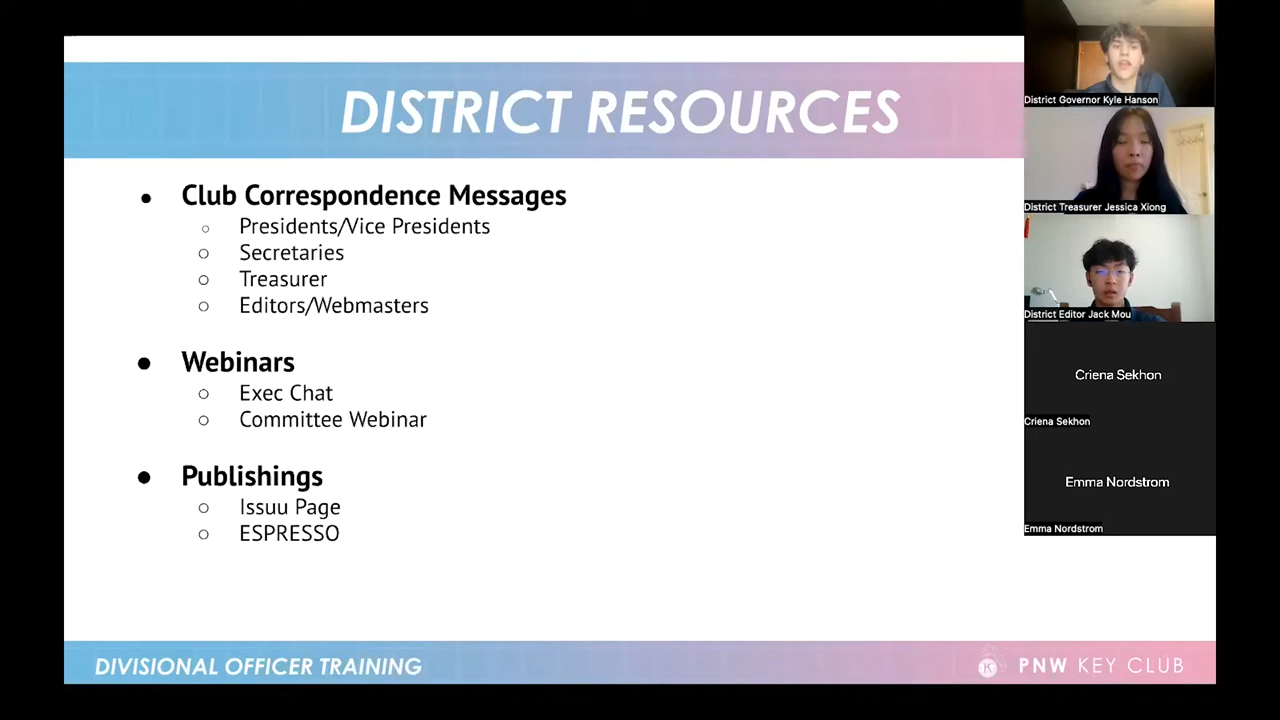 DISTRICT RESOURCES
Club Correspondence Messages
Presidents/Vice Presidents
Secretaries
Treasurer
Editors/Webmasters
Webinars
Exec Chat
Committee Webinar
Publishings
Issuu Page
ESPRESSO
DIVISIONAL OFFICER TRAINING
K
PNW KEY CLUB
District Governor Kyle Hanson
District Treasurer Jessica Xiong
District Editor Jack Mou
Criena Sekhon
Criena Sekhon
Emma Nordstrom
Emma Nordstrom